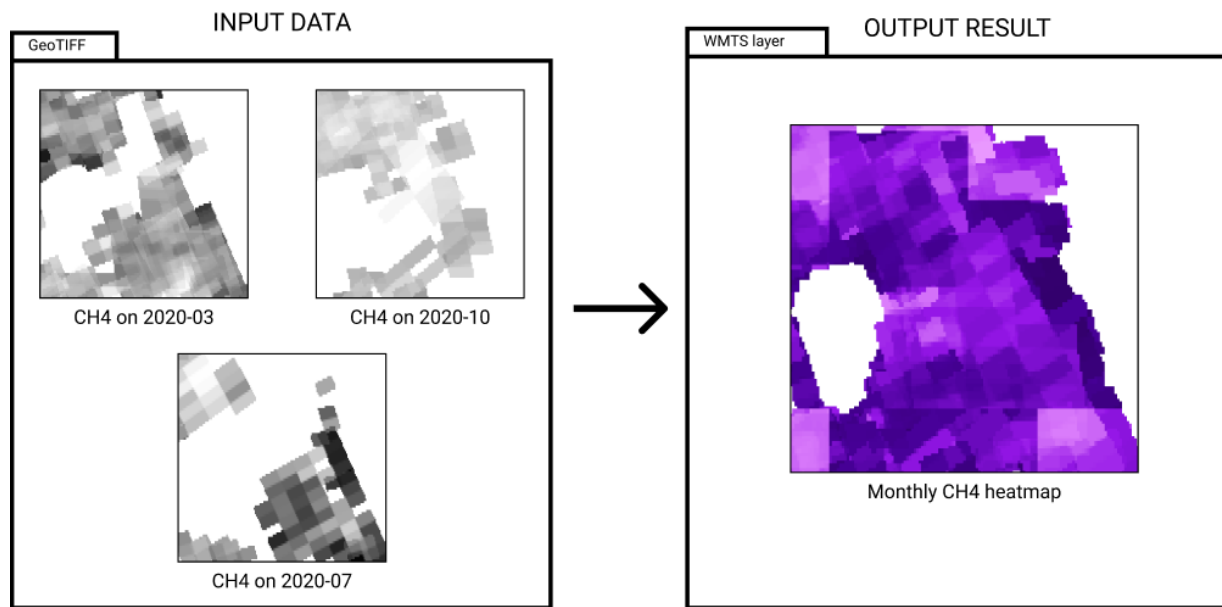 INPUT DATA
GeoTIFF
CH4 on 2020-03
CH4 on 2020-10
CH4 on 2020-07
OUTPUT RESULT
WMTS layer
Monthly CH4 heatmap